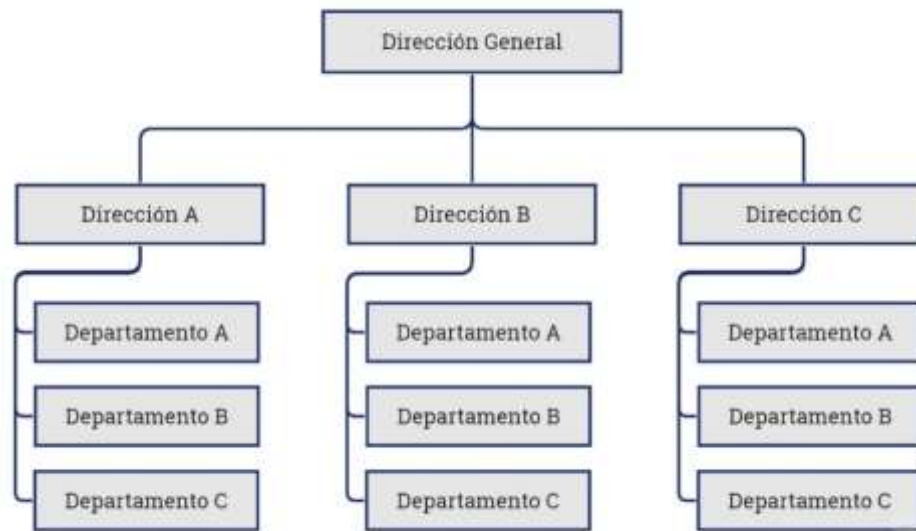 Dirección General
Dirección A
Dirección B
Dirección C
Departamento A
Departamento A
Departamento A
Departamento B
Departamento B
Departamento B
Departamento C
Departamento C
Departamento C